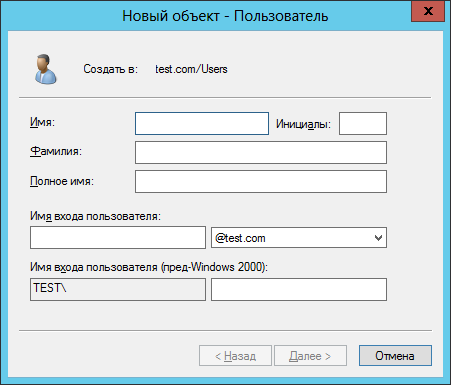 Новый объект - Пользователь
x
Создать в: test.com/Users
Имя: Инициалы:
Фамилия:
Полное имя:
Имя входа пользователя:
@test.com
Имя входа пользователя (пред-Windows 2000):
TEST\
< Назад Далее > Отмена